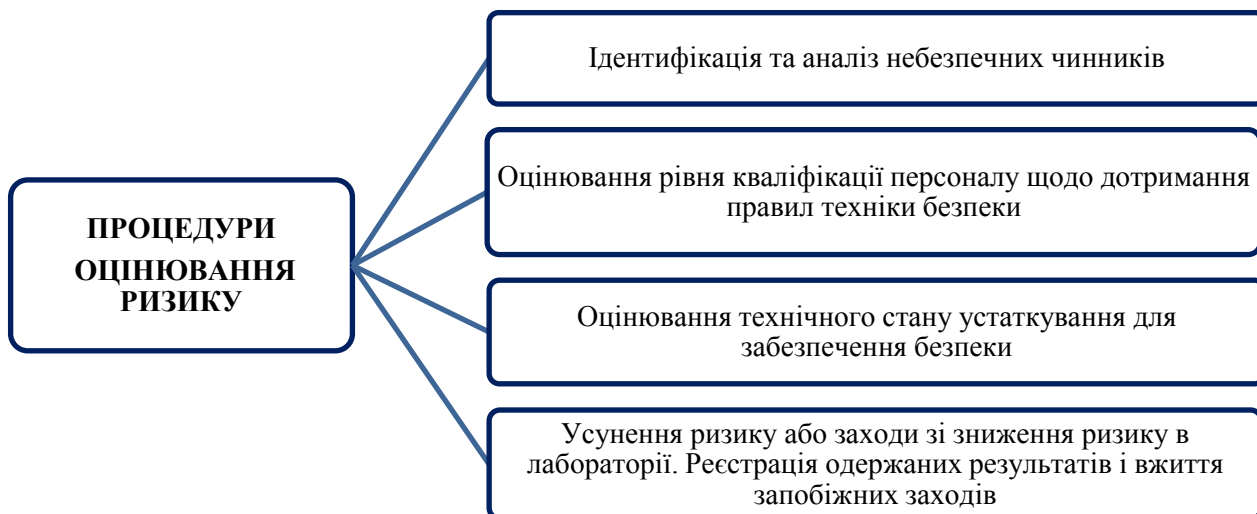 ПРОЦЕДУРИ
ОЦІНЮВАННЯ
РИЗИКУ
Ідентифікація та аналіз небезпечних чинників
Оцінювання рівня кваліфікації персоналу щодо дотримання
правил техніки безпеки
Оцінювання технічного стану устаткування для
забезпечення безпеки
Усунення ризику або заходи зі зниження ризику в
лабораторії. Реєстрація одержаних результатів і вжиття
запобіжних заходів